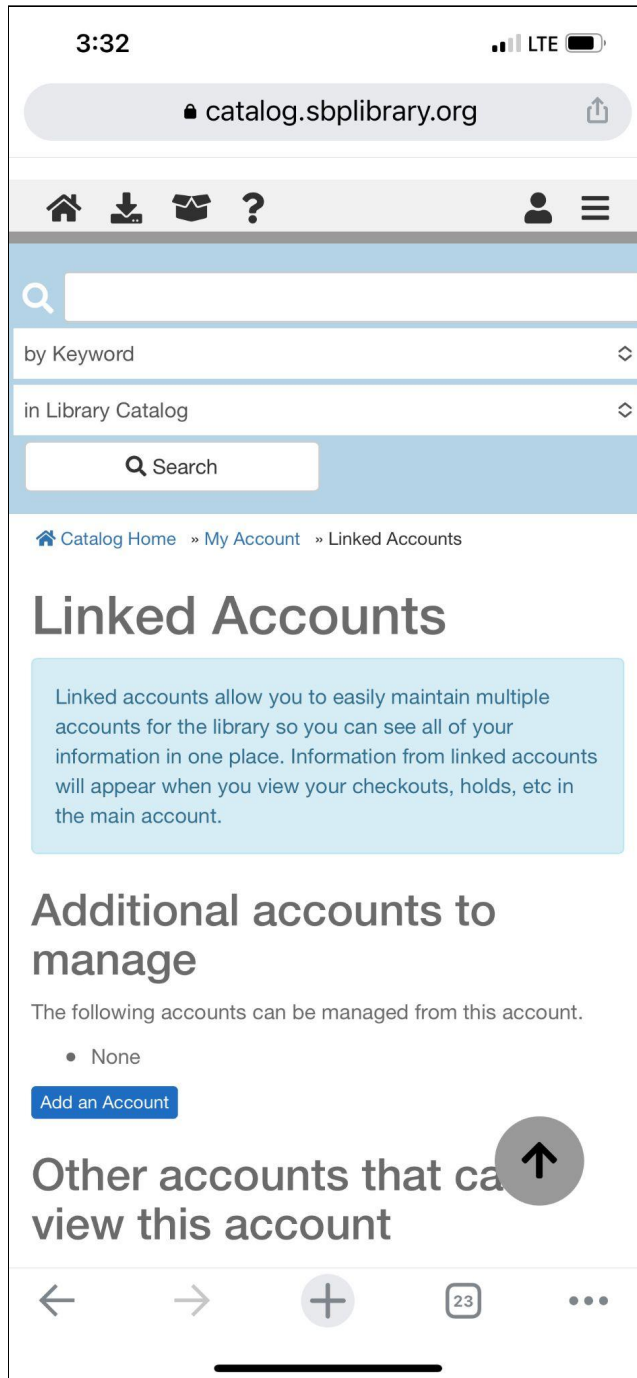 3:32 LTE
catalog.sbplibrary.org
?
by Keyword
in Library Catalog
Search
Catalog Home » My Account » Linked Accounts
Linked Accounts
Linked accounts allow you to easily maintain multiple
accounts for the library so you can see all of your
information in one place. Information from linked accounts
will appear when you view your checkouts, holds, etc in
the main account.
Additional accounts to
manage
The following accounts can be managed from this account.
• None
Add an Account
Other accounts that ca
view this account
23